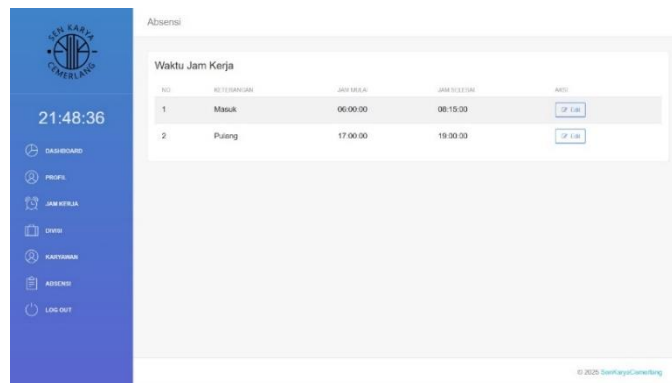 SEN KARYA
CEMERLANG
21:48:36
DASHBOARD
PROFIL
JAM KERJA
DIVISI
KARYAWAN
ABSENSI
LOG OUT
Absensi
Waktu Jam Kerja
NO KETERANGAN JAM MULAI JAM SELESAI AKSI
1 Masuk 06:00:00 08:15:00 Edit
2 Pulang 17:00:00 19:00:00 Edit
© 2025 SenKaryaCemerlang